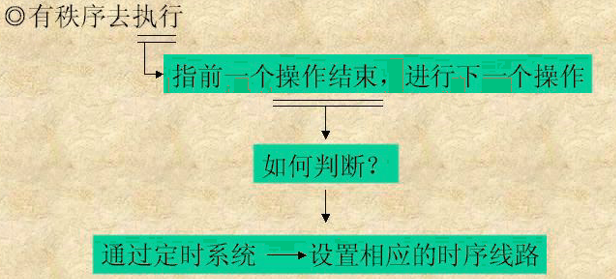 ◎有秩序去执行
指前一个操作结束，进行下一个操作
如何判断？
通过定时系统 → 设置相应的时序线路